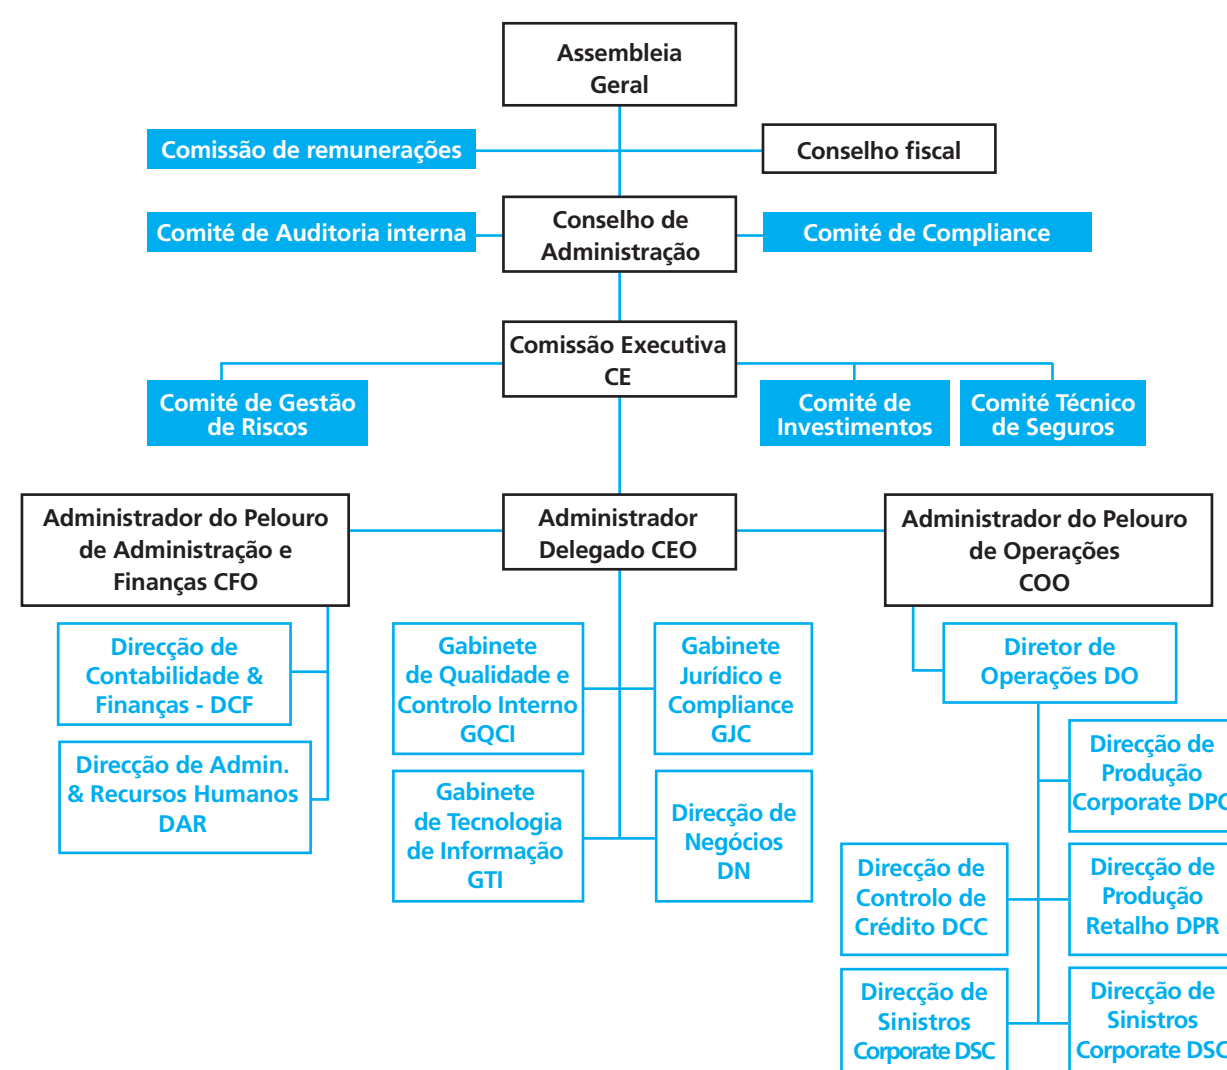 Assembleia
Geral
Comissão de remunerações
Conselho fiscal
Comité de Auditoria interna
Conselho de
Administração
Comité de Compliance
Comissão Executiva
CE
Comité de Gestão
de Riscos
Comité de
Investimentos
Comité Técnico
de Seguros
Administrador do Pelouro
de Administração e
Finanças CFO
Administrador
Delegado CEO
Administrador do Pelouro
de Operações
COO
Direcção de
Contabilidade &
Finanças - DCF
Direcção de Admin.
& Recursos Humanos
DAR
Gabinete
de Qualidade e
Controlo Interno
GQCI
Gabinete
Jurídico e
Compliance
GJC
Gabinete
de Tecnologia
de Informação
GTI
Direcção de
Negócios
DN
Diretor de
Operações DO
Direcção de
Produção
Corporate DPC
Direcção de
Controlo de
Crédito DCC
Direcção de
Produção
Retalho DPR
Direcção de
Sinistros
Corporate DSC
Direcção de
Sinistros
Corporate DSC